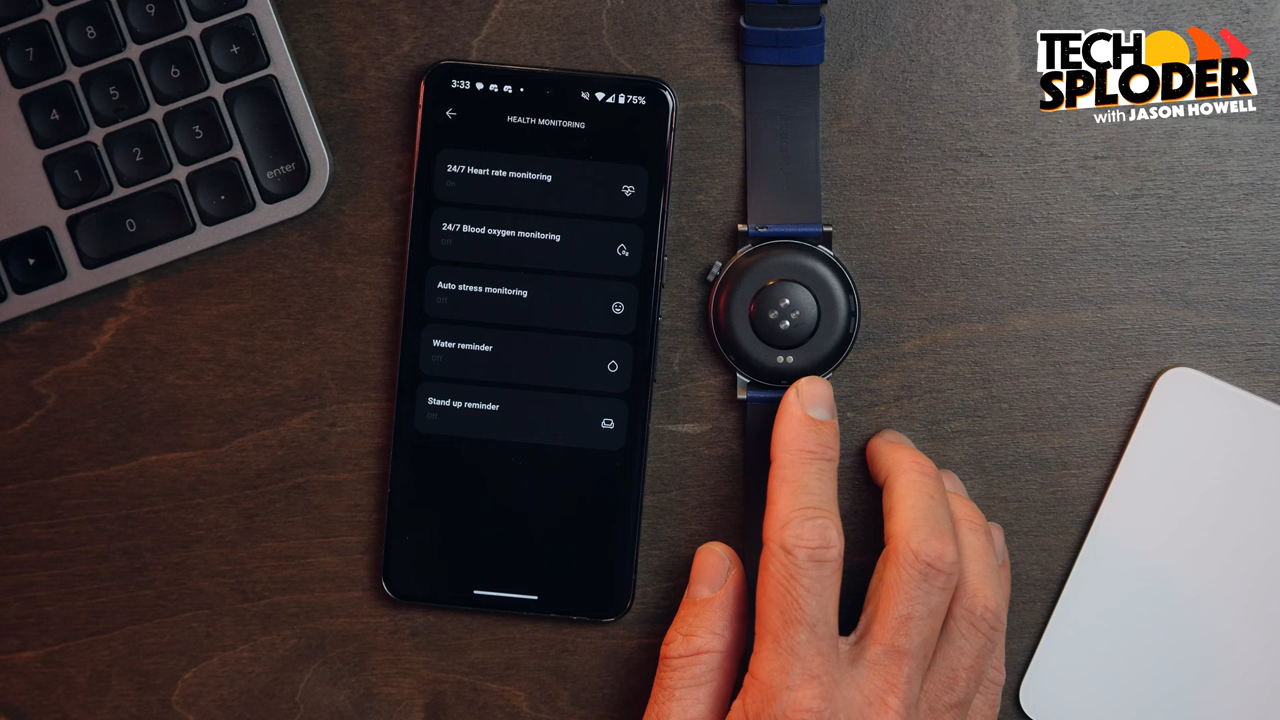 7
8
9
+
4
5
6
1
2
3
enter
0
.
3:33
75%
HEALTH MONITORING
24/7 Heart rate monitoring
On
24/7 Blood oxygen monitoring
Off
Auto stress monitoring
Off
Water reminder
Off
Stand up reminder
Off
TECH
SPLODER
with JASON HOWELL